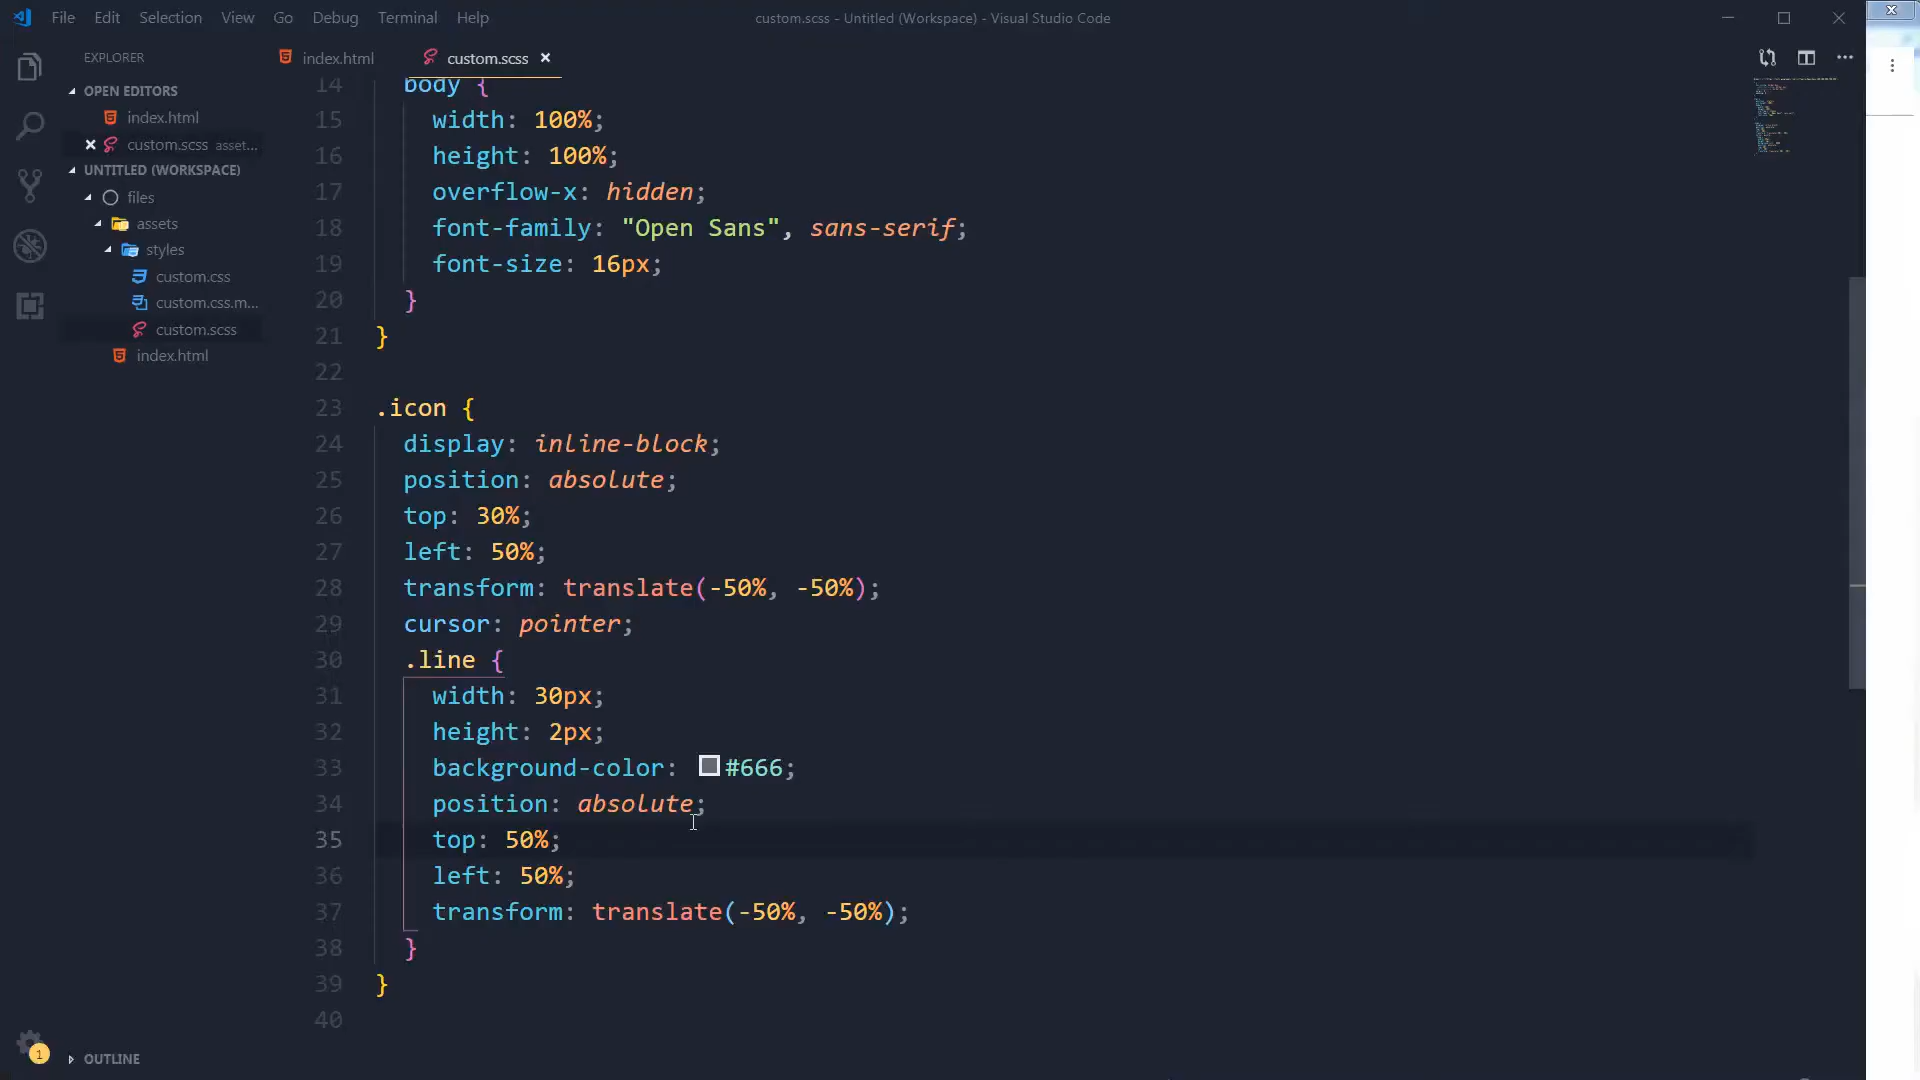 File Edit Selection View Go Debug Terminal Help
custom.scss - Untitled (Workspace) - Visual Studio Code
EXPLORER
index.html
custom.scss
OPEN EDITORS
index.html
custom.scss asset...
UNTITLED (WORKSPACE)
files
assets
styles
custom.css
custom.css.m...
custom.scss
index.html
14 body {
15 width: 100%;
16 height: 100%;
17 overflow-x: hidden;
18 font-family: "Open Sans", sans-serif;
19 font-size: 16px;
20 }
21 }
22
23 .icon {
24 display: inline-block;
25 position: absolute;
26 top: 30%;
27 left: 50%;
28 transform: translate(-50%, -50%);
29 cursor: pointer;
30 .line {
31 width: 30px;
32 height: 2px;
33 background-color: #666;
34 position: absolute;
35 top: 50%;
36 left: 50%;
37 transform: translate(-50%, -50%);
38 }
39 }
40
1
OUTLINE